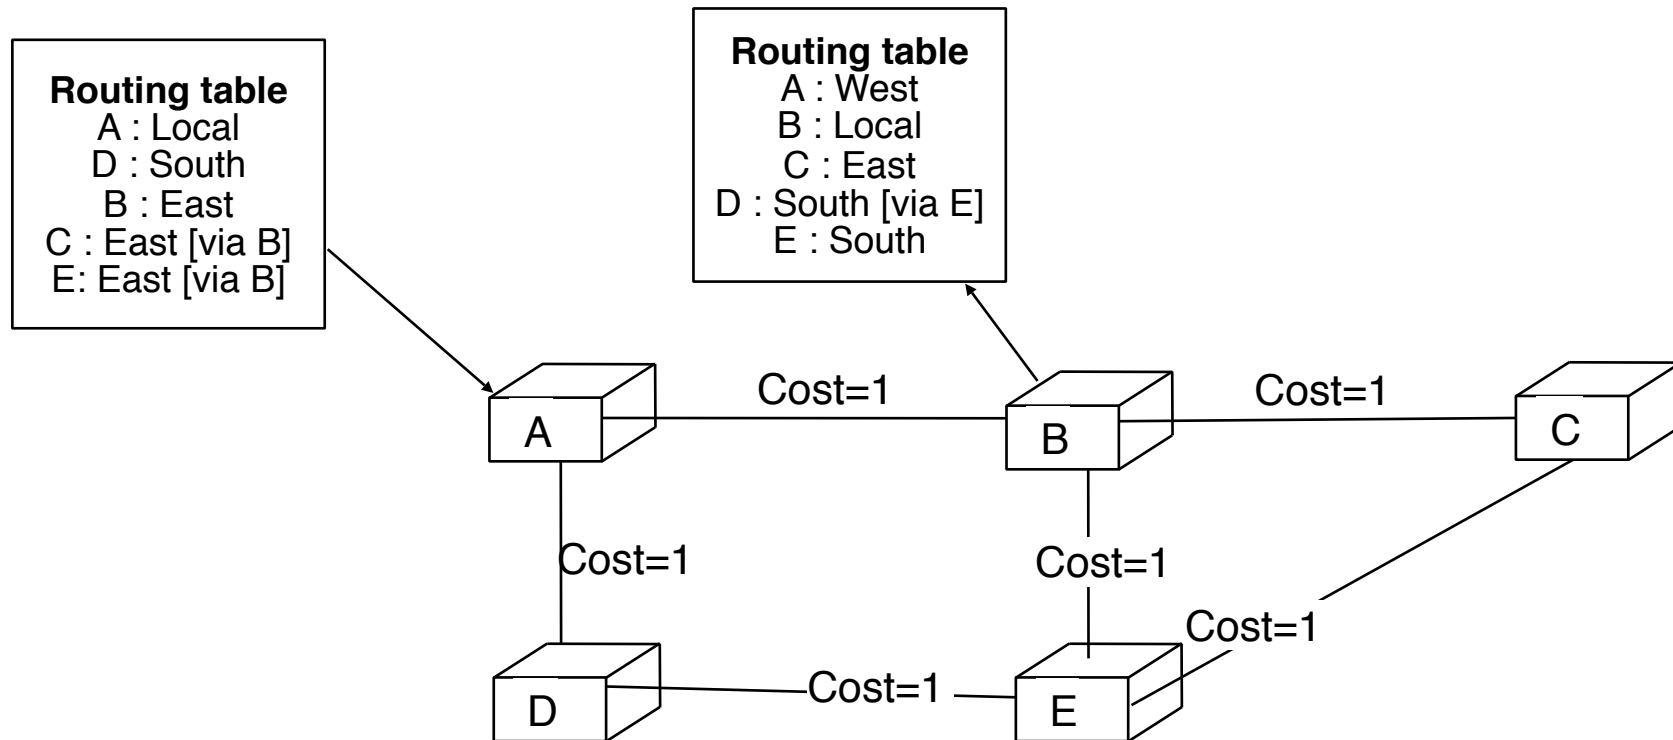 Routing table
A : Local
D : South
B : East
C : East [via B]
E: East [via B]
Routing table
A : West
B : Local
C : East
D : South [via E]
E : South
Cost=1
Cost=1
A
B
C
Cost=1
Cost=1
Cost=1
Cost=1
D
E